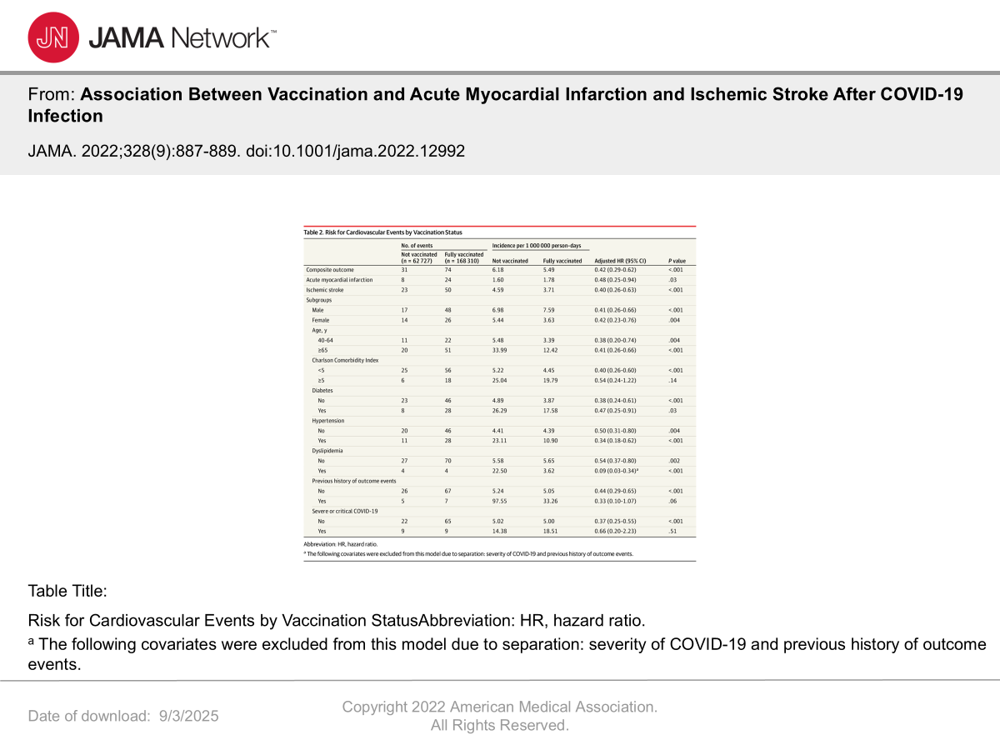 JN JAMA Network™
From: Association Between Vaccination and Acute Myocardial Infarction and Ischemic Stroke After COVID-19
Infection
JAMA. 2022;328(9):887-889. doi:10.1001/jama.2022.12992
Table 2. Risk for Cardiovascular Events by Vaccination Status
No. of events Incidence per 1 000 000 person-days
Not vaccinated Fully vaccinated
(n = 62 727) (n = 168 310) Not vaccinated Fully vaccinated Adjusted HR (95% CI) P value
Composite outcome 31 74 6.18 5.49 0.42 (0.29-0.62) <.001
Acute myocardial infarction 8 24 1.60 1.78 0.48 (0.25-0.94) .03
Ischemic stroke 23 50 4.59 3.71 0.40 (0.26-0.63) <.001
Subgroups
Male 17 48 6.98 7.59 0.41 (0.26-0.66) <.001
Female 14 26 5.44 3.63 0.42 (0.23-0.76) .004
Age, y
40-64 11 22 5.48 3.39 0.38 (0.20-0.74) .004
≥65 20 51 33.99 12.42 0.41 (0.26-0.66) <.001
Charlson Comorbidity Index
<5 25 56 5.22 4.45 0.40 (0.26-0.60) <.001
≥5 6 18 25.04 19.79 0.54 (0.24-1.22) .14
Diabetes
No 23 46 4.89 3.87 0.38 (0.24-0.61) <.001
Yes 8 28 26.29 17.58 0.47 (0.25-0.91) .03
Hypertension
No 20 46 4.41 4.39 0.50 (0.31-0.80) .004
Yes 11 28 23.11 10.90 0.34 (0.18-0.62) <.001
Dyslipidemia
No 27 70 5.58 5.65 0.54 (0.37-0.80) .002
Yes 4 4 22.50 3.62 0.09 (0.03-0.34)ᵃ <.001
Previous history of outcome events
No 26 67 5.24 5.05 0.44 (0.29-0.65) <.001
Yes 5 7 97.55 33.26 0.33 (0.10-1.07) .06
Severe or critical COVID-19
No 22 65 5.02 5.00 0.37 (0.25-0.55) <.001
Yes 9 9 14.38 18.51 0.66 (0.20-2.23) .51
Abbreviation: HR, hazard ratio.
ᵃ The following covariates were excluded from this model due to separation: severity of COVID-19 and previous history of outcome events.
Table Title:
Risk for Cardiovascular Events by Vaccination StatusAbbreviation: HR, hazard ratio.
ᵃ The following covariates were excluded from this model due to separation: severity of COVID-19 and previous history of outcome
events.
Date of download: 9/3/2025
Copyright 2022 American Medical Association.
All Rights Reserved.